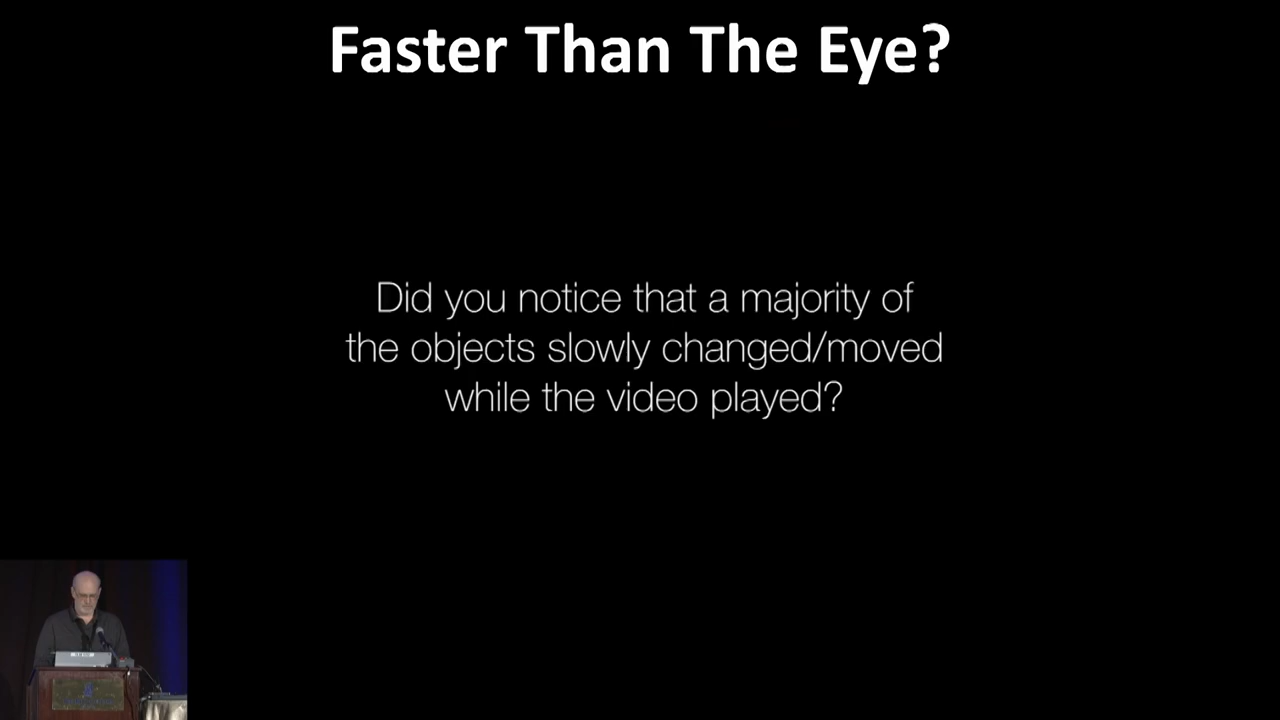 Faster Than The Eye?
Did you notice that a majority of
the objects slowly changed/moved
while the video played?